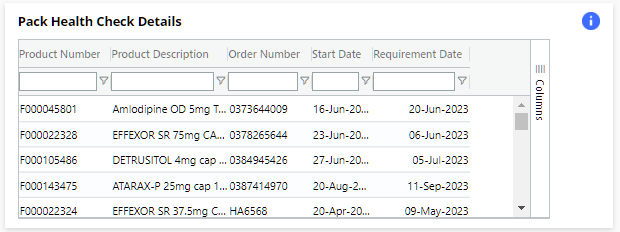 Pack Health Check Details
Product Number Product Description Order Number Start Date Requirement Date
F000045801 Amlodipine OD 5mg T... 0373644009 16-Jun-20... 20-Jun-2023
F000022328 EFFEXOR SR 75mg CA... 0378265644 23-Jun-20... 06-Jun-2023
F000105486 DETRUSITOL 4mg cap ... 0384945426 27-Jun-20... 05-Jul-2023
F000143475 ATARAX-P 25mg cap 1... 0387414970 20-Aug-2... 11-Sep-2023
F000022324 EFFEXOR SR 37.5mg C... HA6568 20-Apr-20... 09-May-2023
Columns